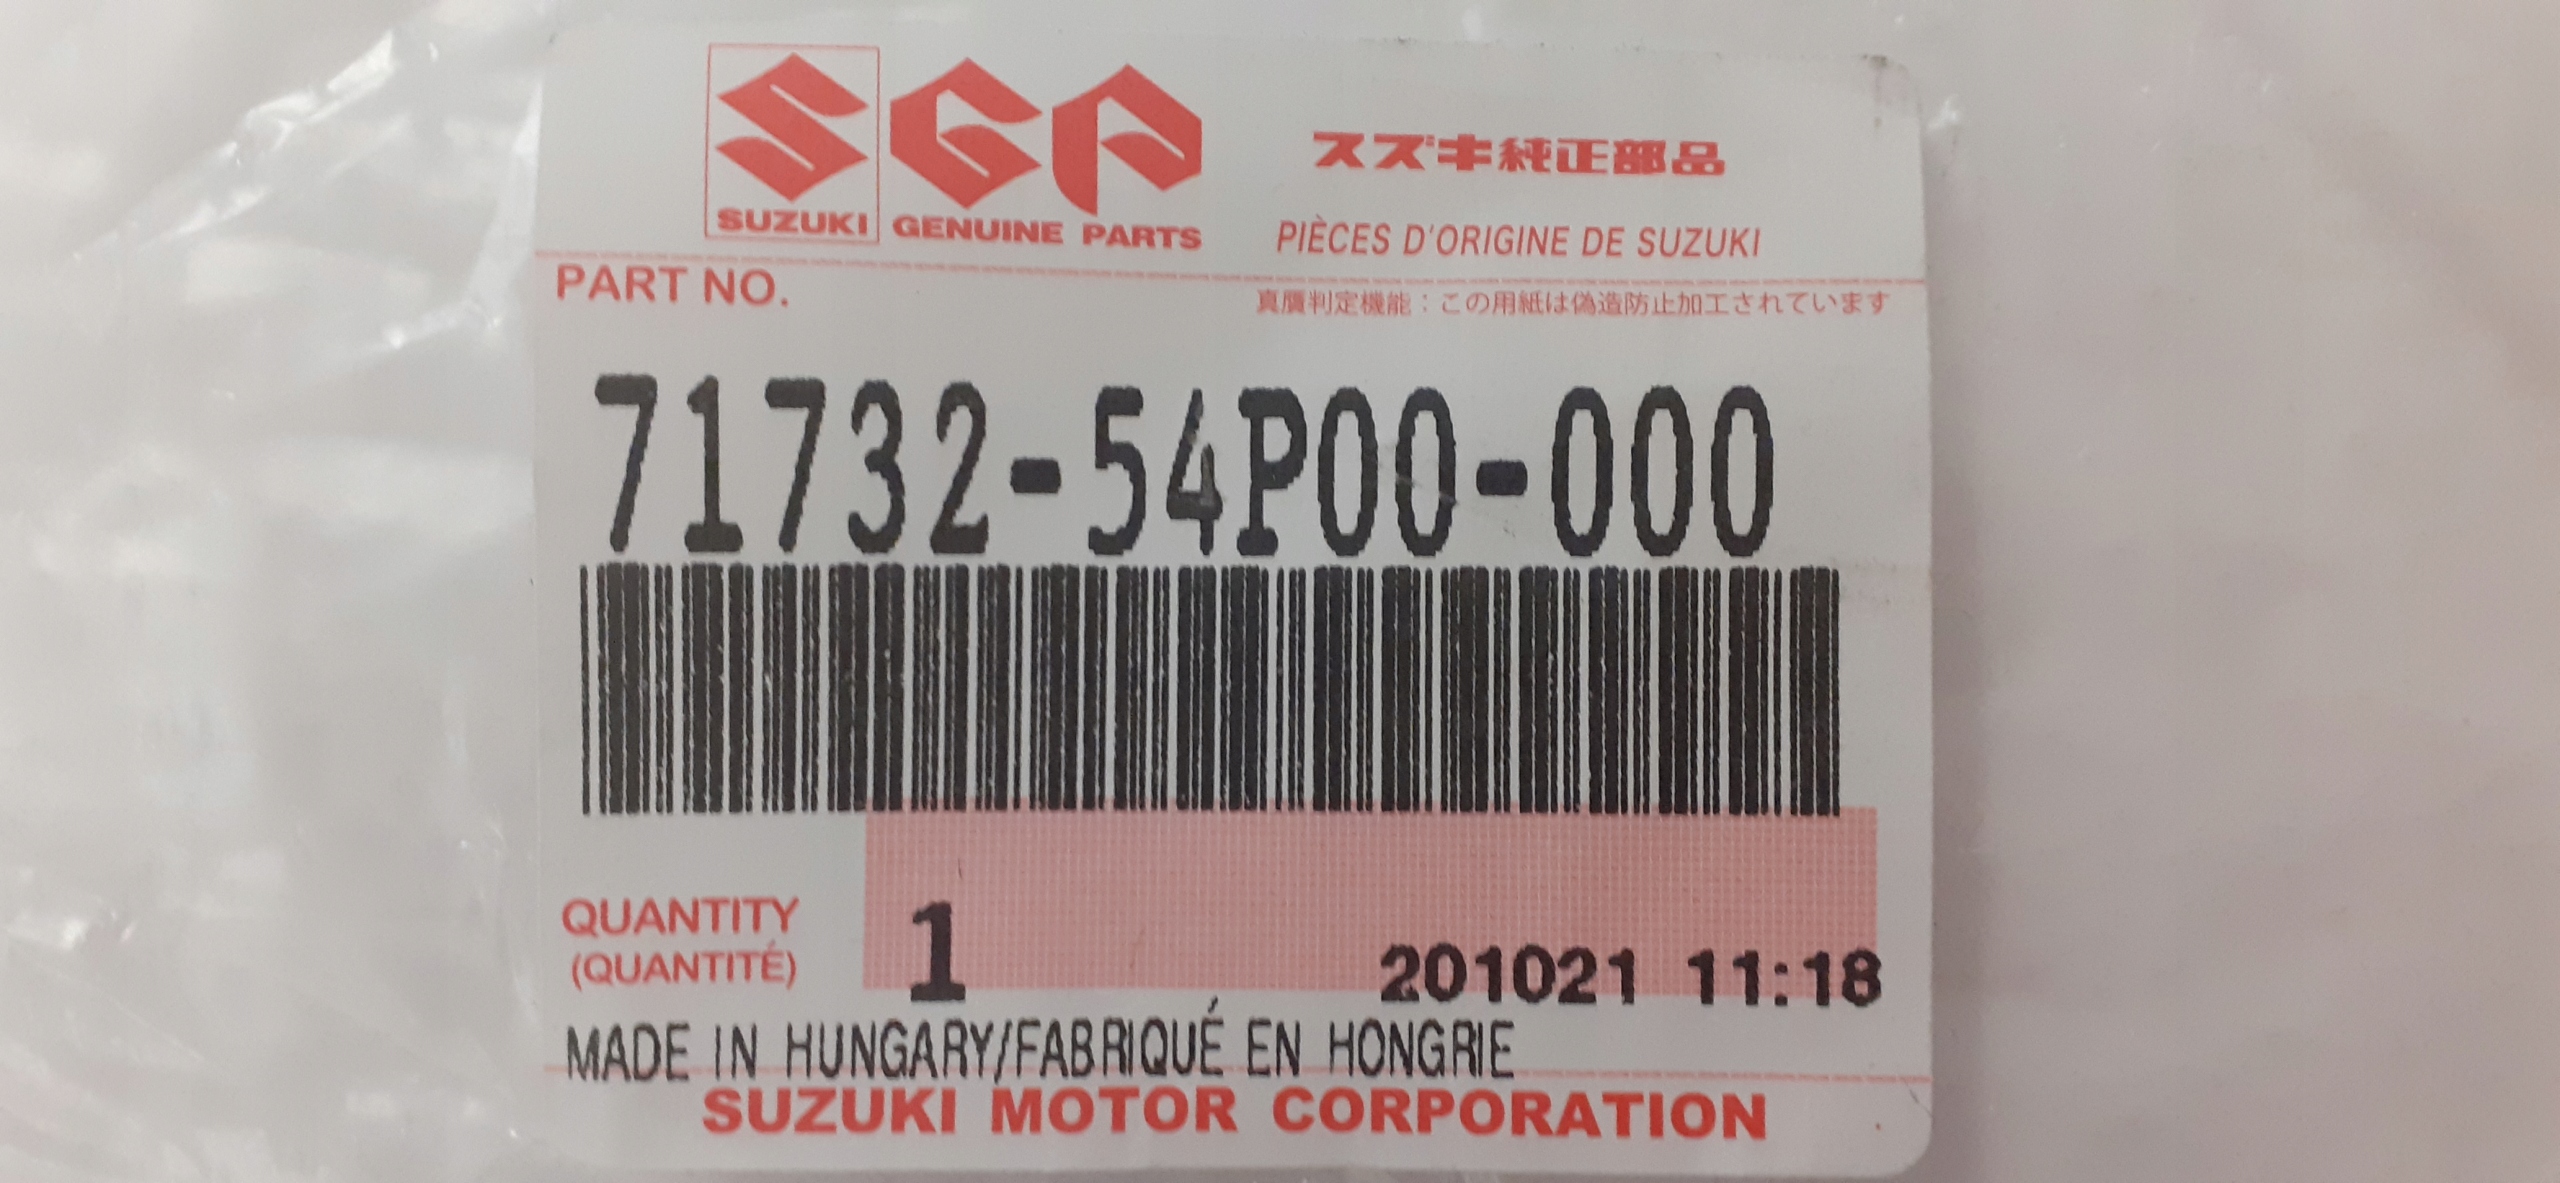 SGP
スズキ純正部品
SUZUKI GENUINE PARTS
PIÈCES D'ORIGINE DE SUZUKI
PART NO.
真贋判定機能：この用紙は偽造防止加工されています
71732-54P00-000
QUANTITY
(QUANTITÉ)
1
201021 11:18
MADE IN HUNGARY/FABRIQUÉ EN HONGRIE
SUZUKI MOTOR CORPORATION